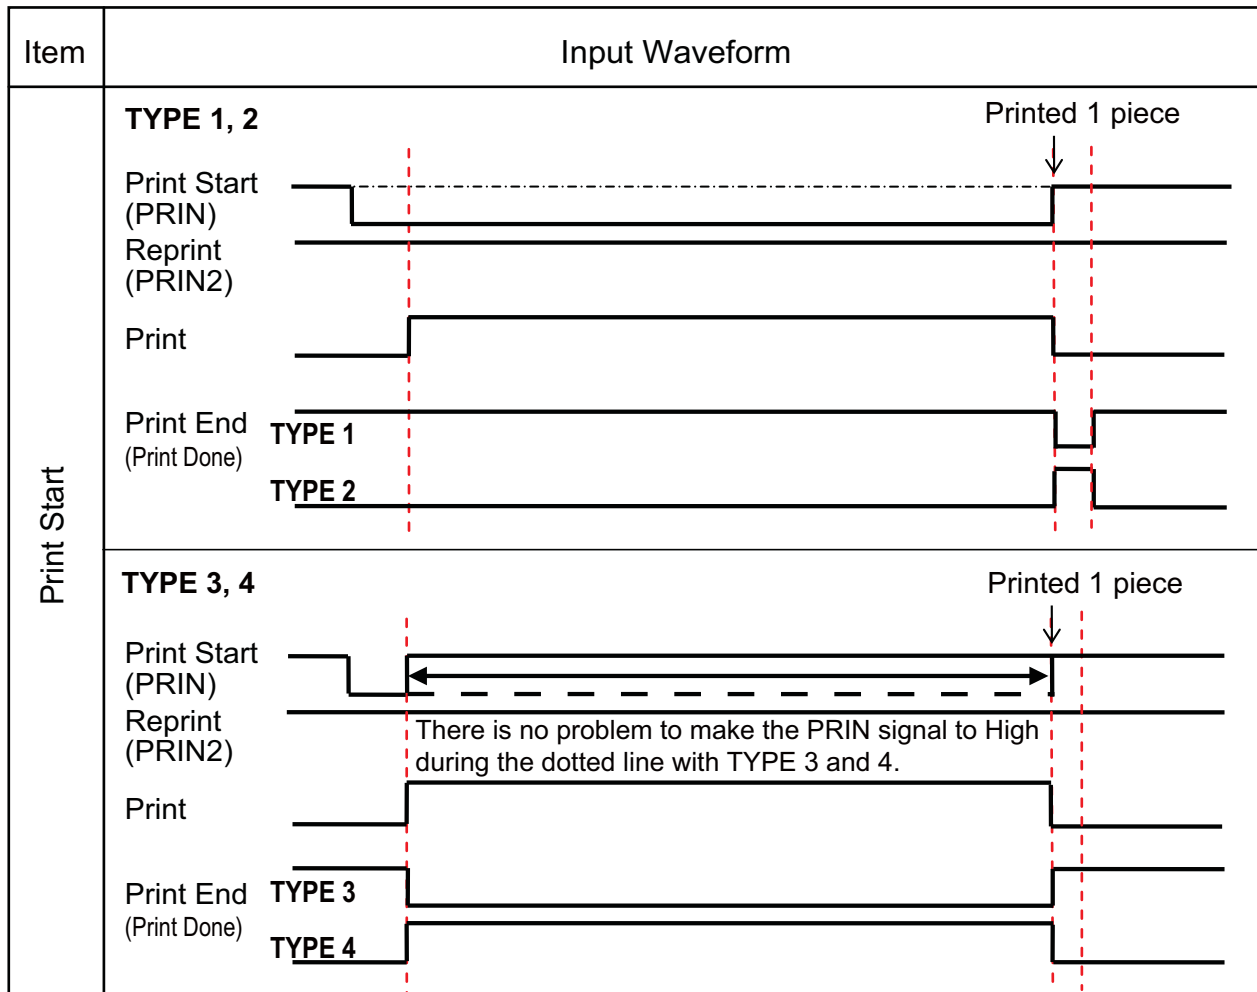 Item
Input Waveform
Print Start
TYPE 1, 2
Printed 1 piece
Print Start
(PRIN)
Reprint
(PRIN2)
Print
Print End
(Print Done)
TYPE 1
TYPE 2
TYPE 3, 4
Printed 1 piece
Print Start
(PRIN)
Reprint
(PRIN2)
There is no problem to make the PRIN signal to High
during the dotted line with TYPE 3 and 4.
Print
Print End
(Print Done)
TYPE 3
TYPE 4